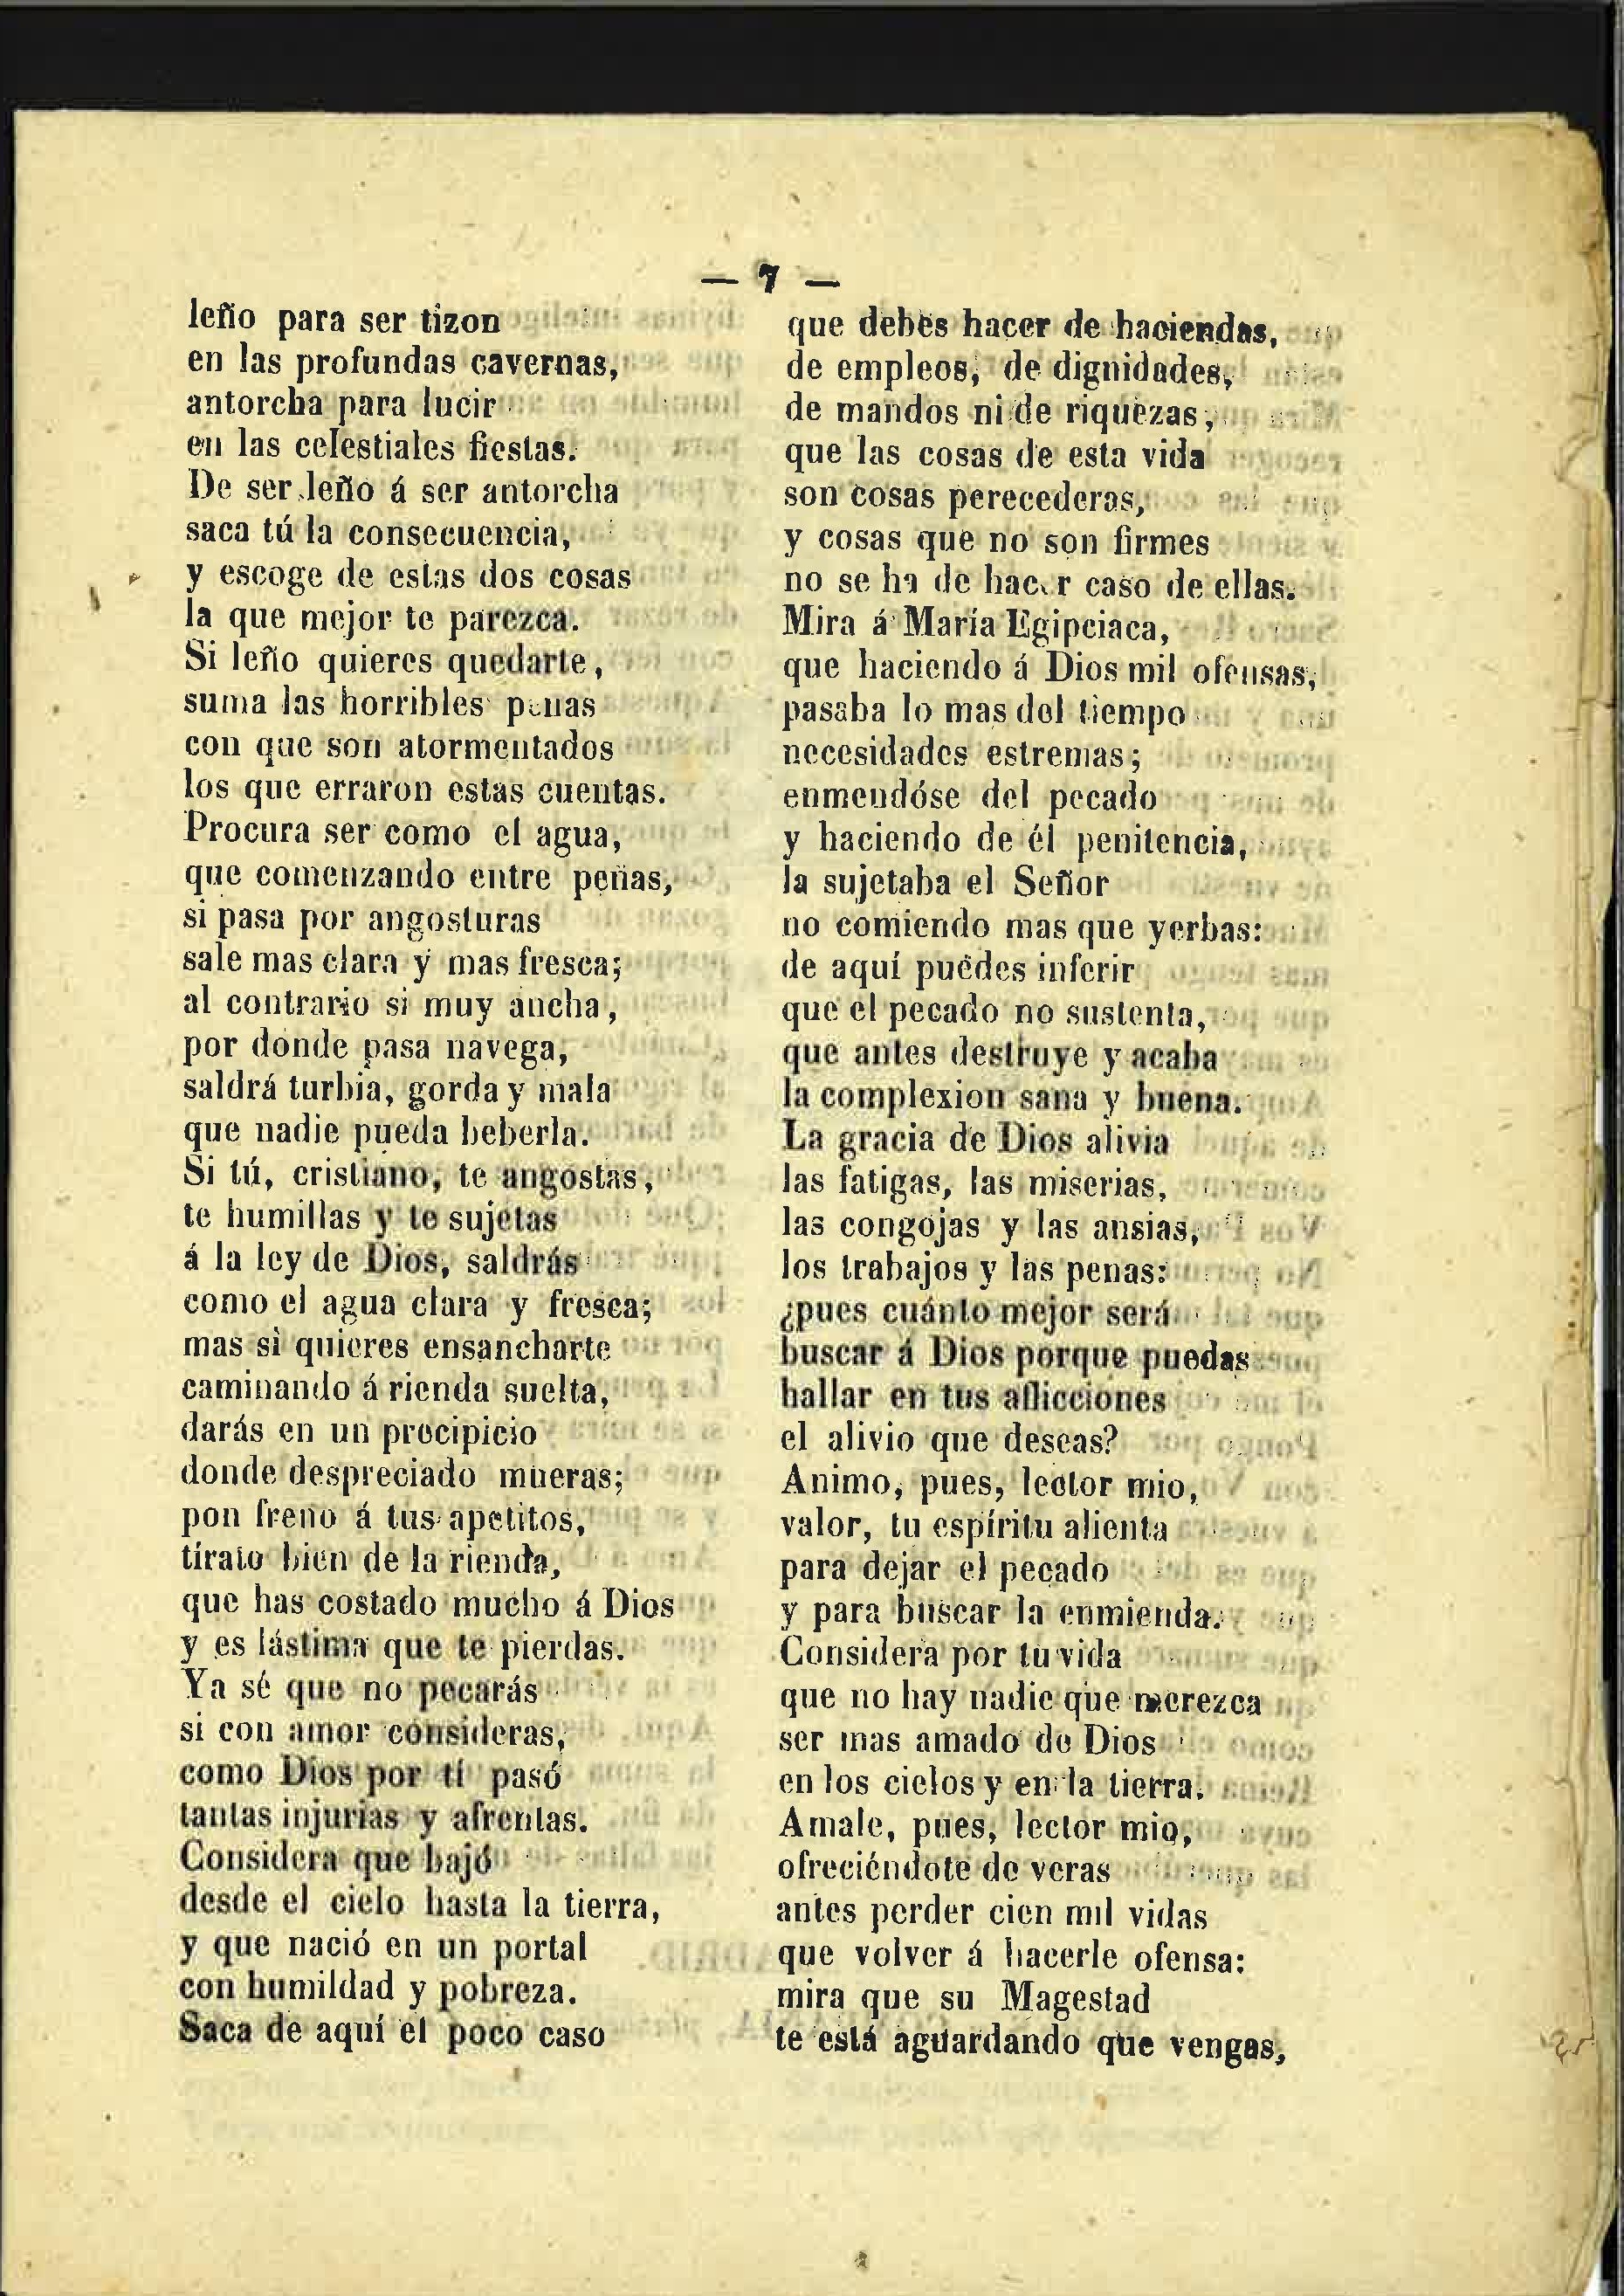 — 7 —
leño para ser tizon
en las profundas cavernas,
antorcha para lucir
en las celestiales fiestas.
De ser leño á ser antorcha
saca tú la consecuencia,
y escoge de estas dos cosas
la que mejor te parezca.
Si leño quieres quedarte,
suma las horribles penas
con que son atormentados
los que erraron estas cuentas.
Procura ser como el agua,
que comenzando entre peñas,
si pasa por angosturas
sale mas clara y mas fresca;
al contrario si muy ancha,
por donde pasa navega,
saldrá turbia, gorda y mala
que nadie pueda beberla.
Si tú, cristiano, te angostas,
te humillas y te sujetas
á la ley de Dios, saldrás
como el agua clara y fresca;
mas si quieres ensancharte
caminando á rienda suelta,
darás en un precipicio
donde despreciado mueras;
pon freno á tus apetitos,
tirate bien de la rienda,
que has costado mucho á Dios
y es lástima que te pierdas.
Ya sé que no pecarás
si con amor consideras,
como Dios por tí pasó
tantas injurias y afrentas.
Considera que bajó
desde el cielo hasta la tierra,
y que nació en un portal
con humildad y pobreza.
Saca de aquí el poco caso
que debes hacer de haciendas,
de empleos, de dignidades,
de mandos ni de riquezas,
que las cosas de esta vida
son cosas perecederas,
y cosas que no son firmes
no se ha de hacer caso de ellas.
Mira á María Egipciaca,
que haciendo á Dios mil ofensas,
pasaba lo mas del tiempo
necesidades estremas;
enmendóse del pecado
y haciendo de él penitencia,
la sujetaba el Señor
no comiendo mas que yerbas:
de aquí puedes inferir
que el pecado no sustenta,
que antes destruye y acaba
la complexion sana y buena.
La gracia de Dios alivia
las fatigas, las miserias,
las congojas y las ansias,
los trabajos y las penas:
¿pues cuánto mejor será
buscar á Dios porque puedas
hallar en tus aflicciones
el alivio que deseas?
Animo, pues, lector mio,
valor, tu espíritu alienta
para dejar el pecado
y para buscar la enmienda.
Considera por tu vida
que no hay nadie que merezca
ser mas amado de Dios
en los cielos y en la tierra.
Amale, pues, lector mio,
ofreciéndote de veras
antes perder cien mil vidas
que volver á hacerle ofensa:
mira que su Magestad
te está aguardando que vengas,